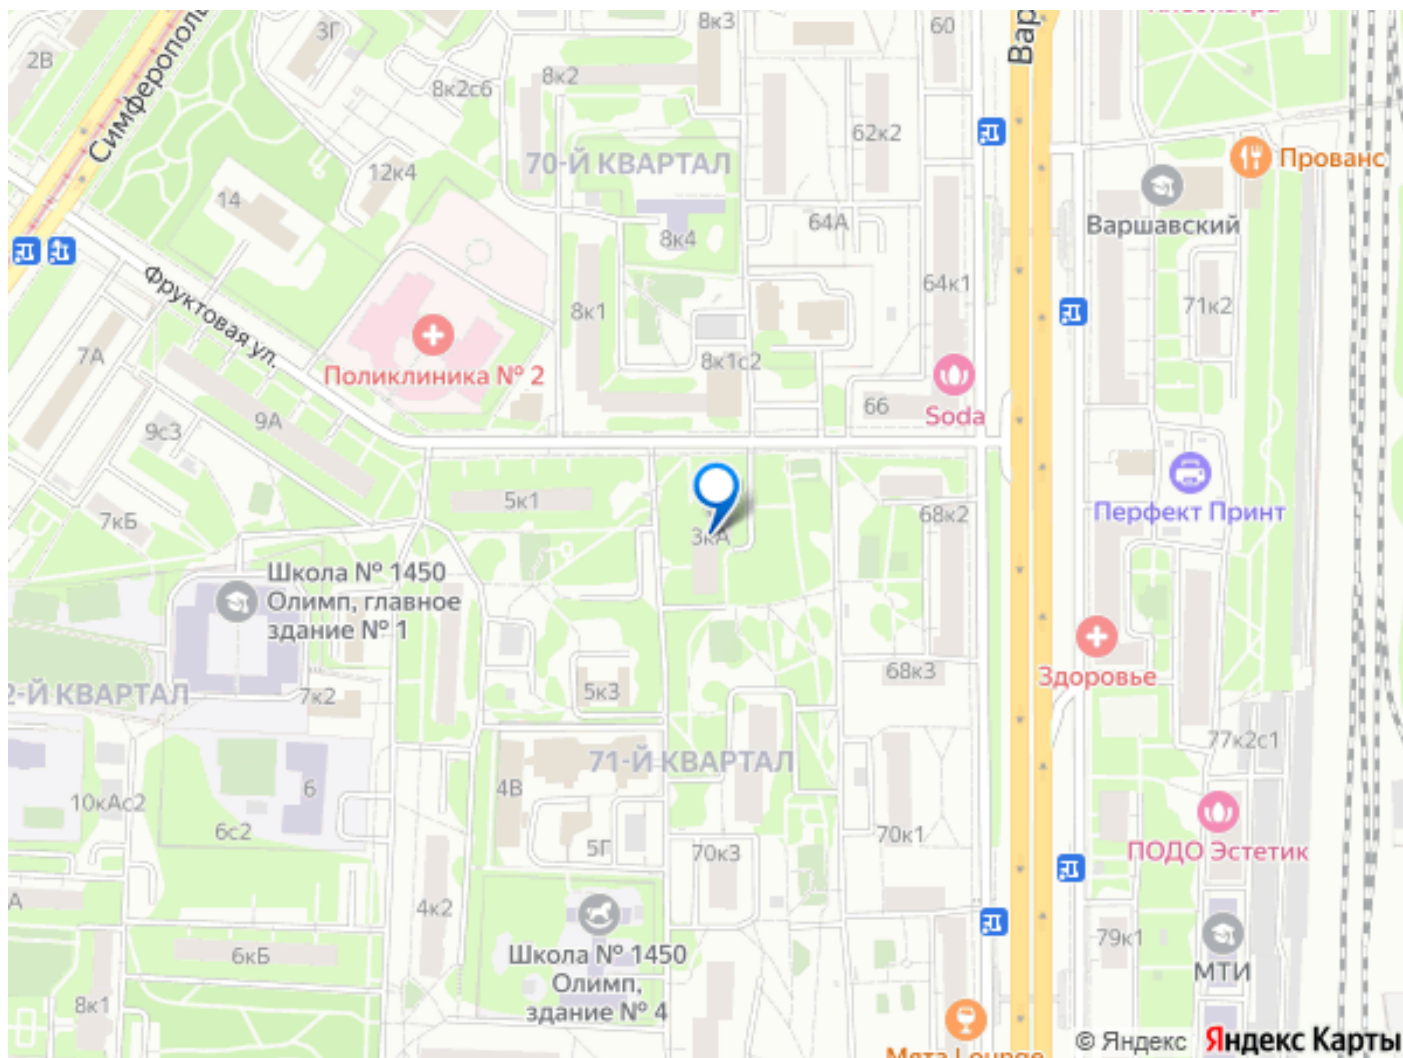 2В
3Г
8к3
60
Вар
Симферополь
8к2
8к2с6
62к2
70-Й КВАРТАЛ
12к4
Прованс
14
Варшавский
8к4
64А
64к1
71к2
Фруктовая ул.
8к1
7А
Поликлиника № 2
8к1с2
66
Soda
9А
9с3
5к1
68к2
Перфект Принт
7кБ
3кА
Школа № 1450
Олимп, главное
здание № 1
68к3
Здоровье
2-Й КВАРТАЛ
7к2
5к3
71-Й КВАРТАЛ
77к2с1
4В
6
10кАс2
6с2
5Г
70к3
70к1
ПОДО Эстетик
А
4к2
6кБ
Школа № 1450
Олимп,
здание № 4
79к1
МТИ
8к1
Мята Lounge
© Яндекс Яндекс Карты